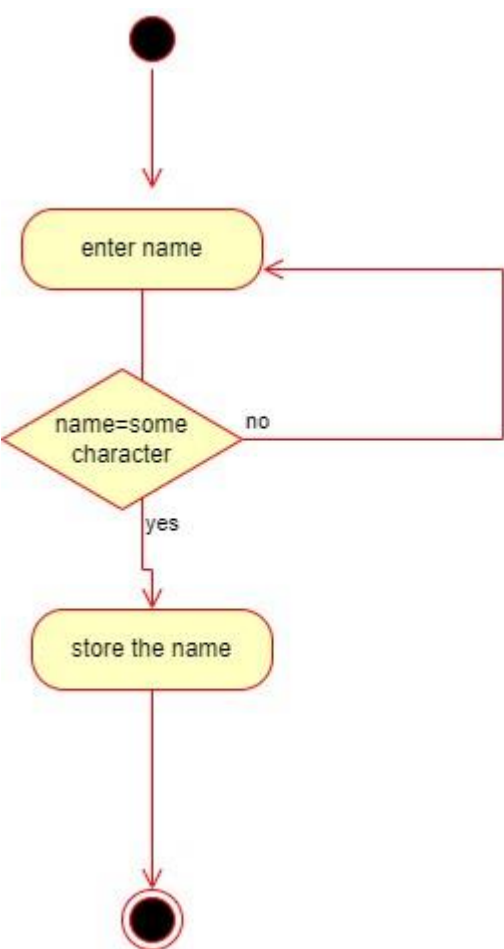 enter name
name=some
character
no
yes
store the name